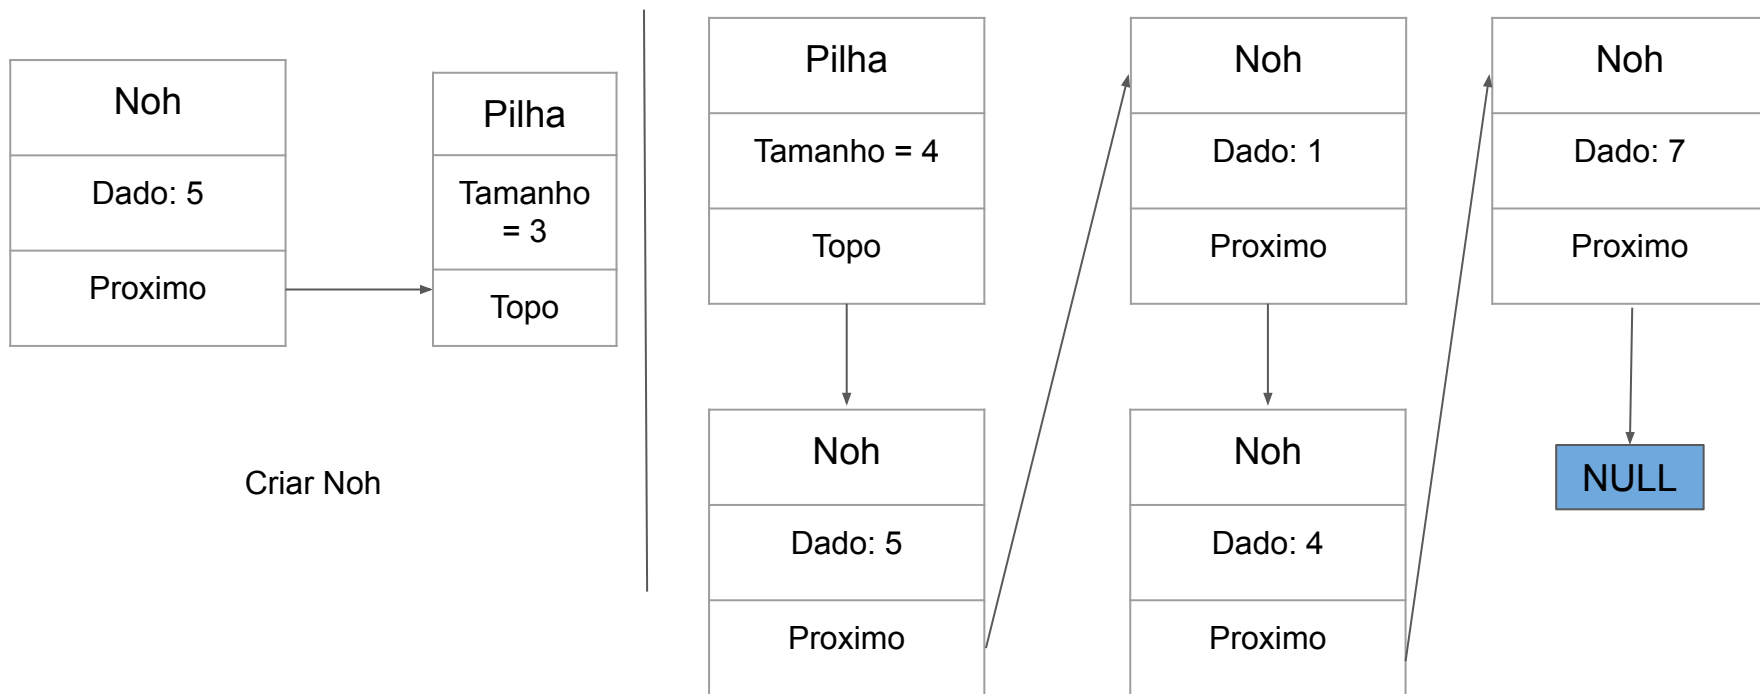 Noh
Dado: 5
Proximo
Pilha
Tamanho
= 3
Topo
Criar Noh
Pilha
Tamanho = 4
Topo
Noh
Dado: 5
Proximo
Noh
Dado: 1
Proximo
Noh
Dado: 4
Proximo
Noh
Dado: 7
Proximo
NULL